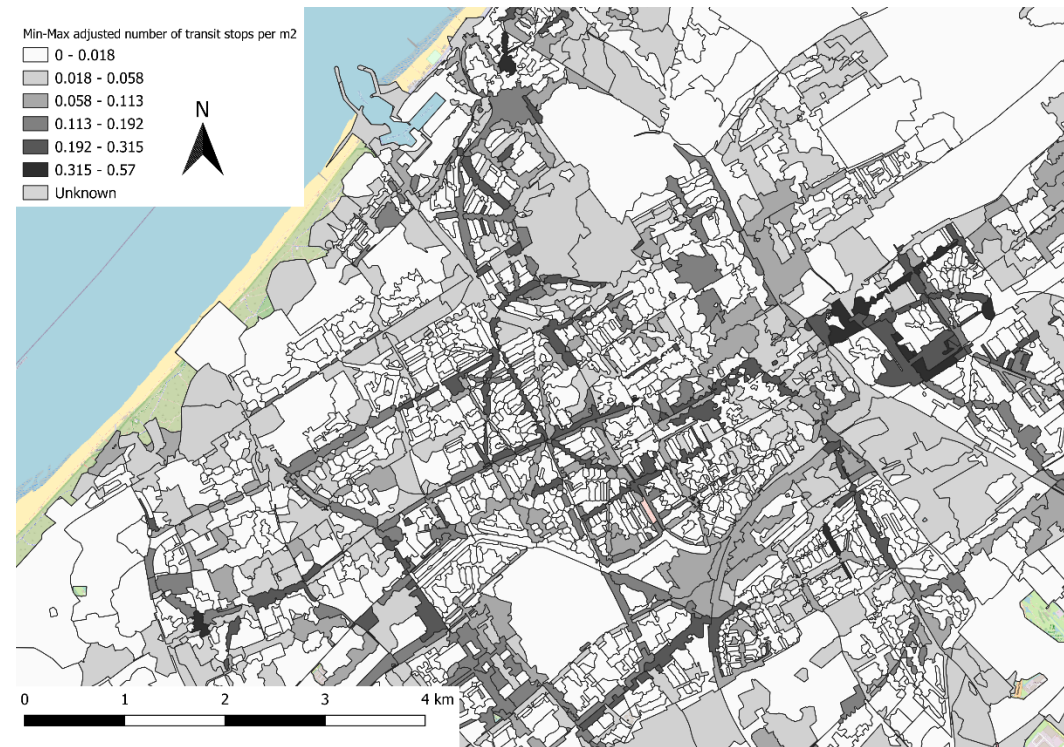 Min-Max adjusted number of transit stops per m2
0 - 0.018
0.018 - 0.058
0.058 - 0.113
0.113 - 0.192
0.192 - 0.315
0.315 - 0.57
Unknown
N
0 1 2 3 4 km